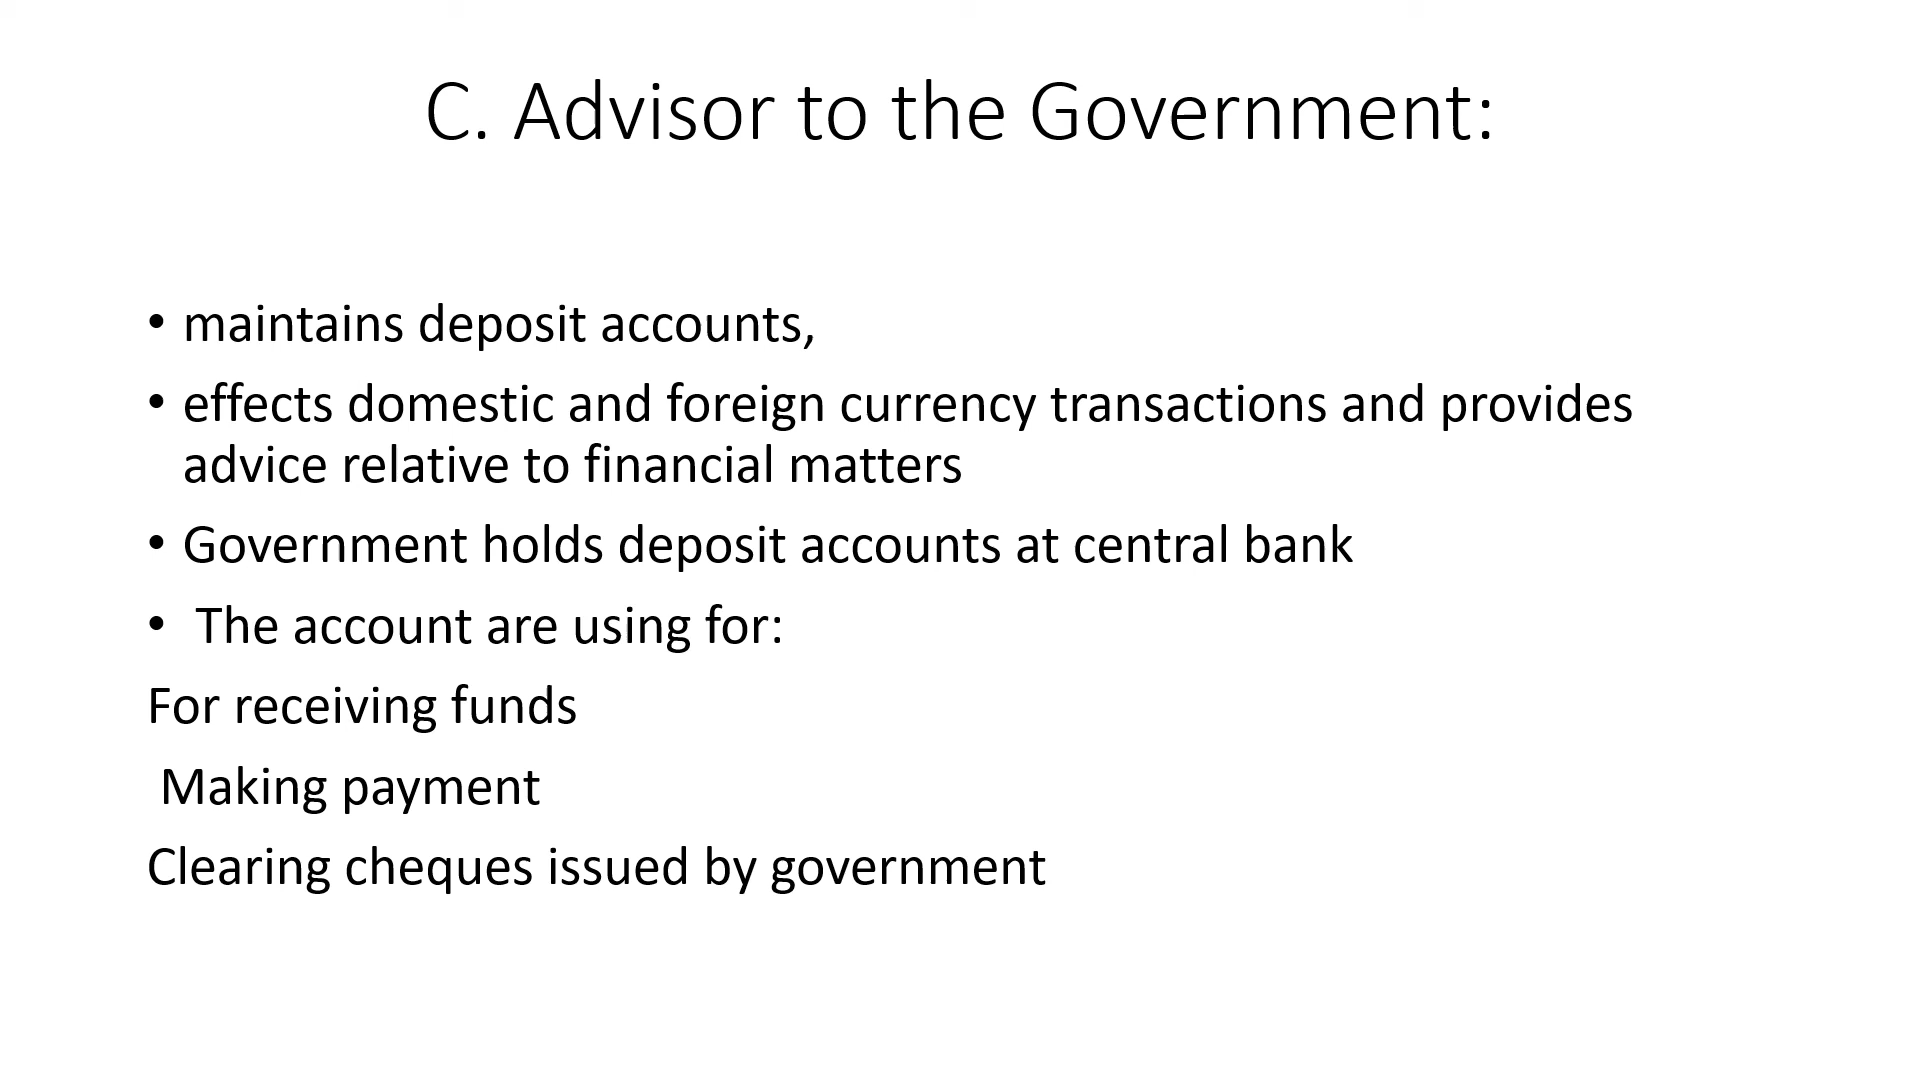 C. Advisor to the Government:
• maintains deposit accounts,
• effects domestic and foreign currency transactions and provides
advice relative to financial matters
• Government holds deposit accounts at central bank
• The account are using for:
For receiving funds
Making payment
Clearing cheques issued by government